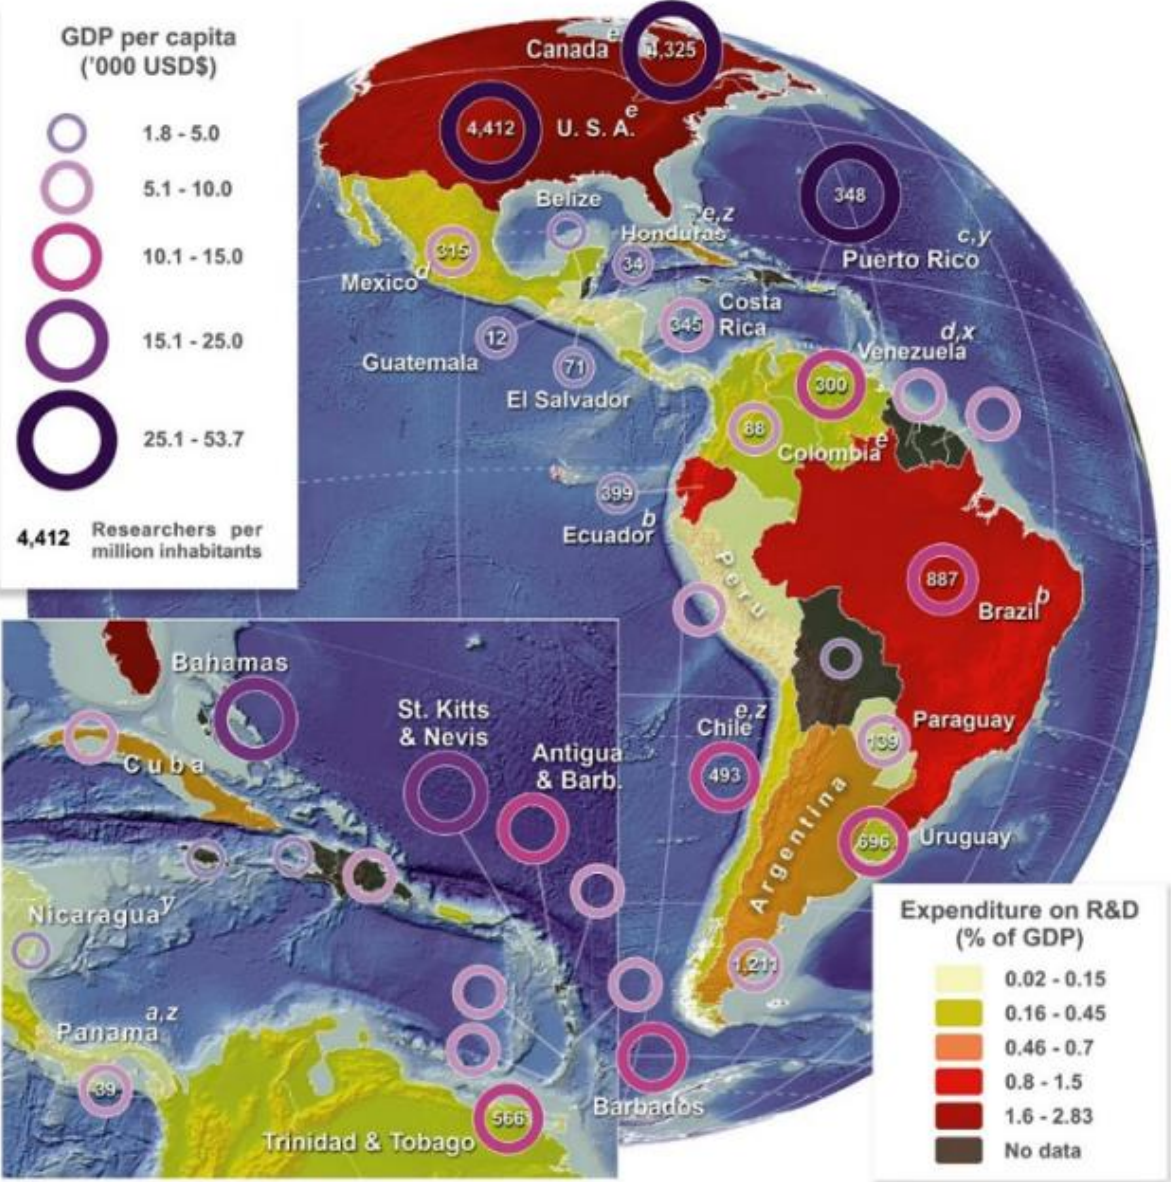 GDP per capita
('000 USD$)
1.8 - 5.0
5.1 - 10.0
10.1 - 15.0
15.1 - 25.0
25.1 - 53.7
4,412 Researchers per
million inhabitants
Canada e
4,325
4,412
U. S. A. e
348
Puerto Rico c,y
Belize
e,z
Honduras
34
315
Mexico d
12
Guatemala
71
El Salvador
345
Costa
Rica
Venezuela d,x
300
88
Colombia e
399
Ecuador b
Peru
887
Brazil b
Chile e,z
493
Paraguay
139
Argentina
1,211
Uruguay
696
Bahamas
St. Kitts
& Nevis
Antigua
& Barb.
Cuba
Nicaragua y
Panama a,z
39
566
Trinidad & Tobago
Barbados
Expenditure on R&D
(% of GDP)
0.02 - 0.15
0.16 - 0.45
0.46 - 0.7
0.8 - 1.5
1.6 - 2.83
No data